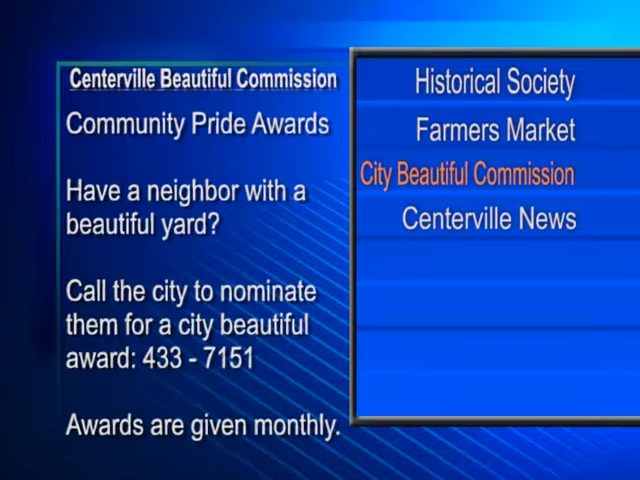 Centerville Beautiful Commission
Community Pride Awards
Have a neighbor with a
beautiful yard?
Call the city to nominate
them for a city beautiful
award: 433 - 7151
Awards are given monthly.
Historical Society
Farmers Market
City Beautiful Commission
Centerville News